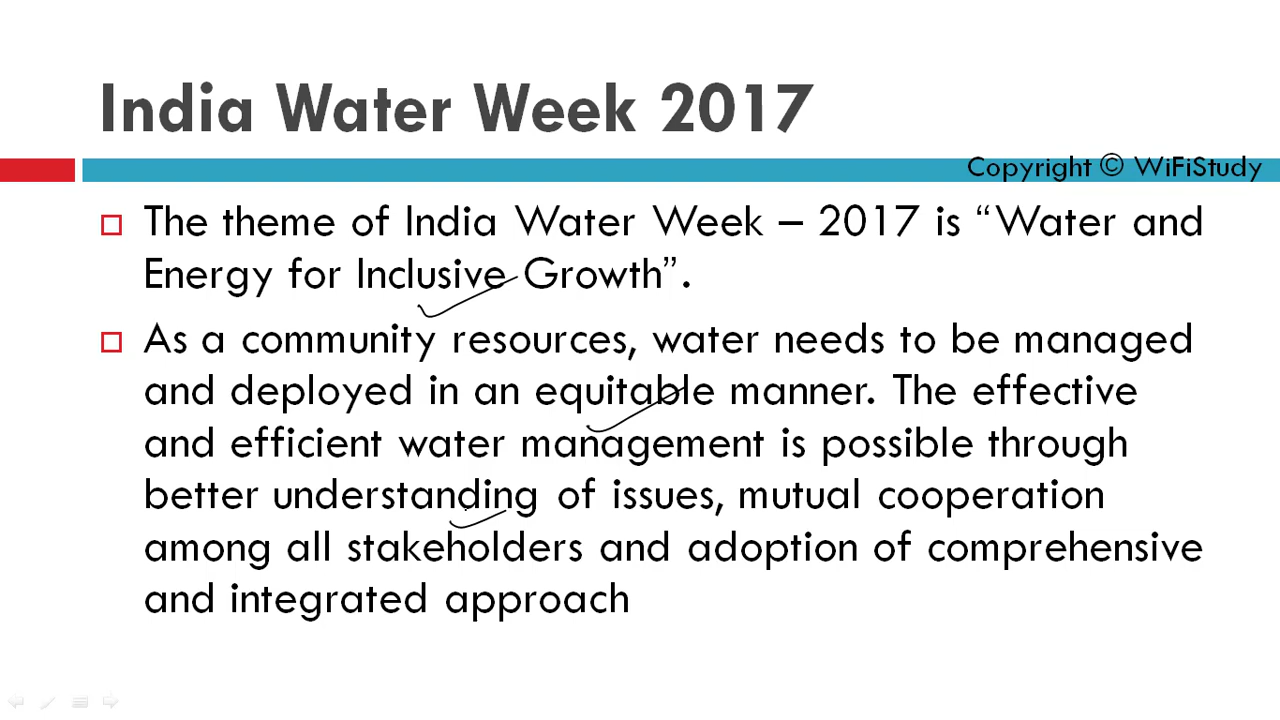 India Water Week 2017
Copyright © WiFiStudy
The theme of India Water Week – 2017 is “Water and
Energy for Inclusive Growth”.
As a community resources, water needs to be managed
and deployed in an equitable manner. The effective
and efficient water management is possible through
better understanding of issues, mutual cooperation
among all stakeholders and adoption of comprehensive
and integrated approach